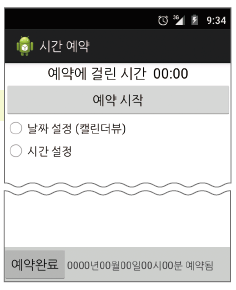 3G 9:34
시간 예약
예약에 걸린 시간 00:00
예약 시작
날짜 설정 (캘린더뷰)
시간 설정
예약완료 0000년00월00일00시00분 예약됨